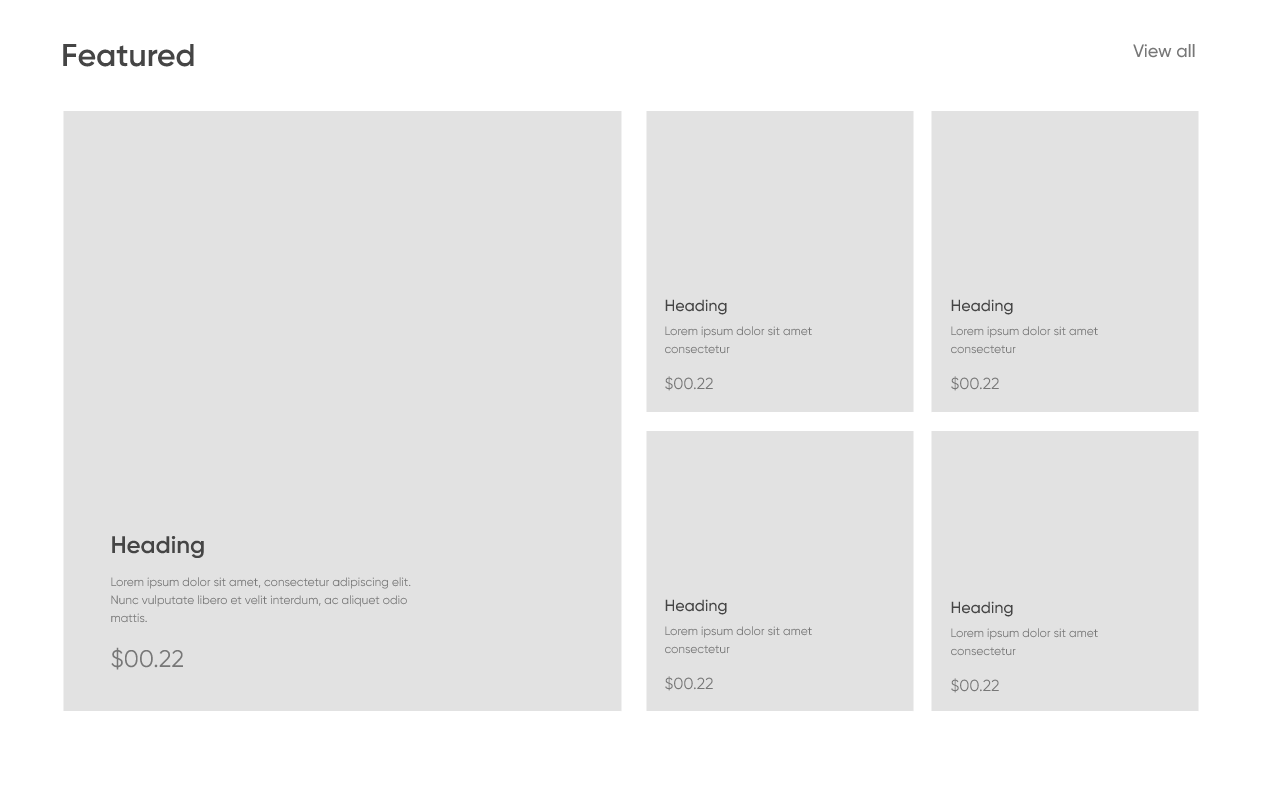 Featured
View all
Heading
Lorem ipsum dolor sit amet, consectetur adipiscing elit.
Nunc vulputate libero et velit interdum, ac aliquet odio
mattis.
$00.22
Heading
Lorem ipsum dolor sit amet
consectetur
$00.22
Heading
Lorem ipsum dolor sit amet
consectetur
$00.22
Heading
Lorem ipsum dolor sit amet
consectetur
$00.22
Heading
Lorem ipsum dolor sit amet
consectetur
$00.22